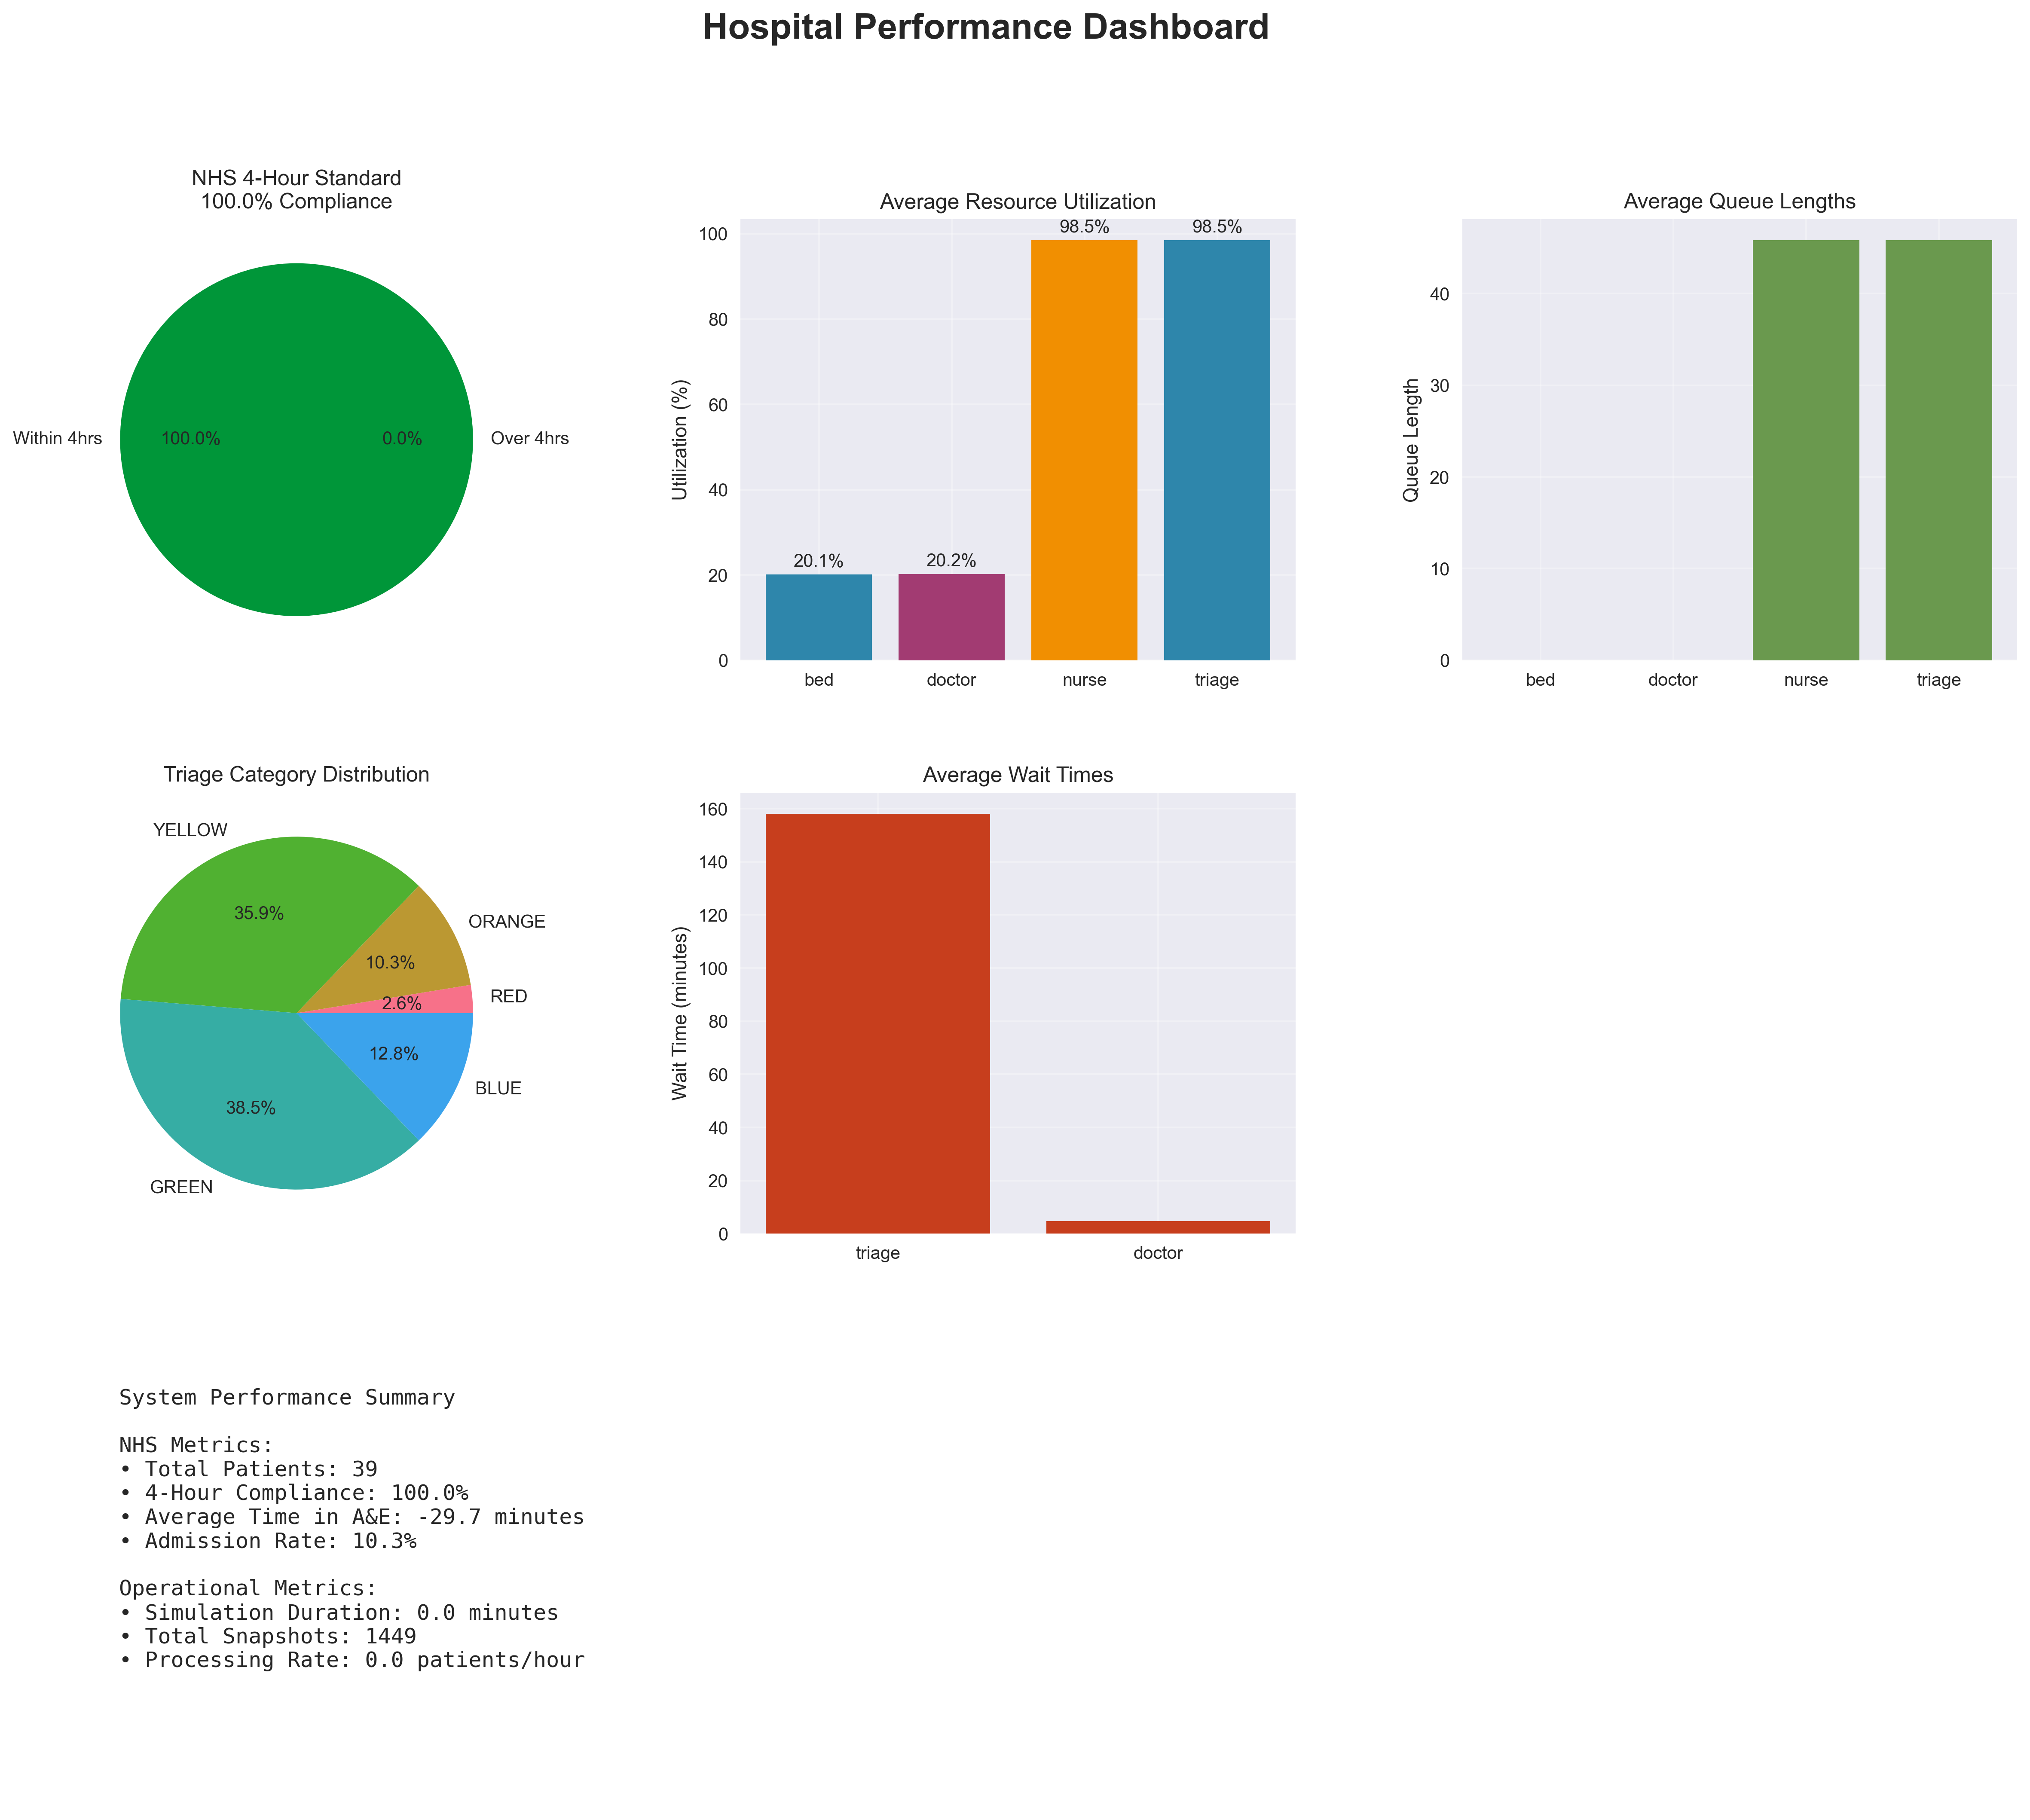 Hospital Performance Dashboard
NHS 4-Hour Standard
100.0% Compliance
Within 4hrs
100.0%
0.0%
Over 4hrs
Average Resource Utilization
Utilization (%)
100
80
60
40
20
0
20.1%
20.2%
98.5%
98.5%
bed
doctor
nurse
triage
Average Queue Lengths
Queue Length
40
30
20
10
0
bed
doctor
nurse
triage
Triage Category Distribution
YELLOW
35.9%
ORANGE
10.3%
RED
2.6%
12.8%
BLUE
38.5%
GREEN
Average Wait Times
Wait Time (minutes)
160
140
120
100
80
60
40
20
0
triage
doctor
System Performance Summary
NHS Metrics:
• Total Patients: 39
• 4-Hour Compliance: 100.0%
• Average Time in A&E: -29.7 minutes
• Admission Rate: 10.3%
Operational Metrics:
• Simulation Duration: 0.0 minutes
• Total Snapshots: 1449
• Processing Rate: 0.0 patients/hour